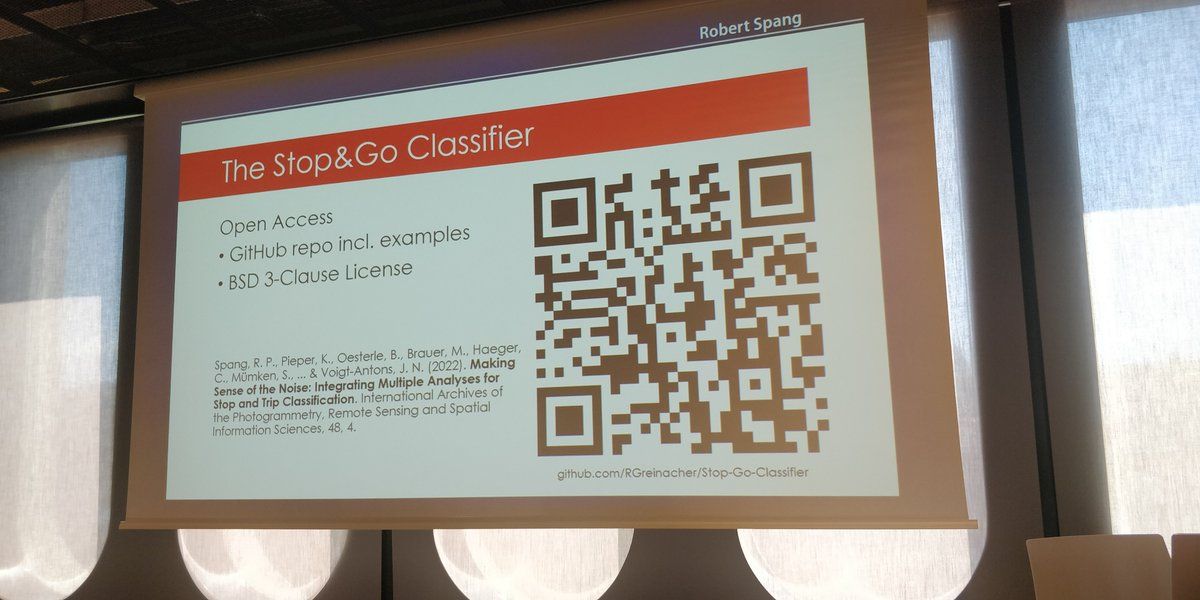 Robert Spang
The Stop&Go Classifier
Open Access
• GitHub repo incl. examples
• BSD 3-Clause License
Spang, R. P., Pieper, K., Oesterle, B., Brauer, M., Haeger,
C., Mümken, S., ... & Voigt-Antons, J. N. (2022). Making
Sense of the Noise: Integrating Multiple Analyses for
Stop and Trip Classification. International Archives of
the Photogrammetry, Remote Sensing and Spatial
Information Sciences, 48, 4.
github.com/RGreinacher/Stop-Go-Classifier